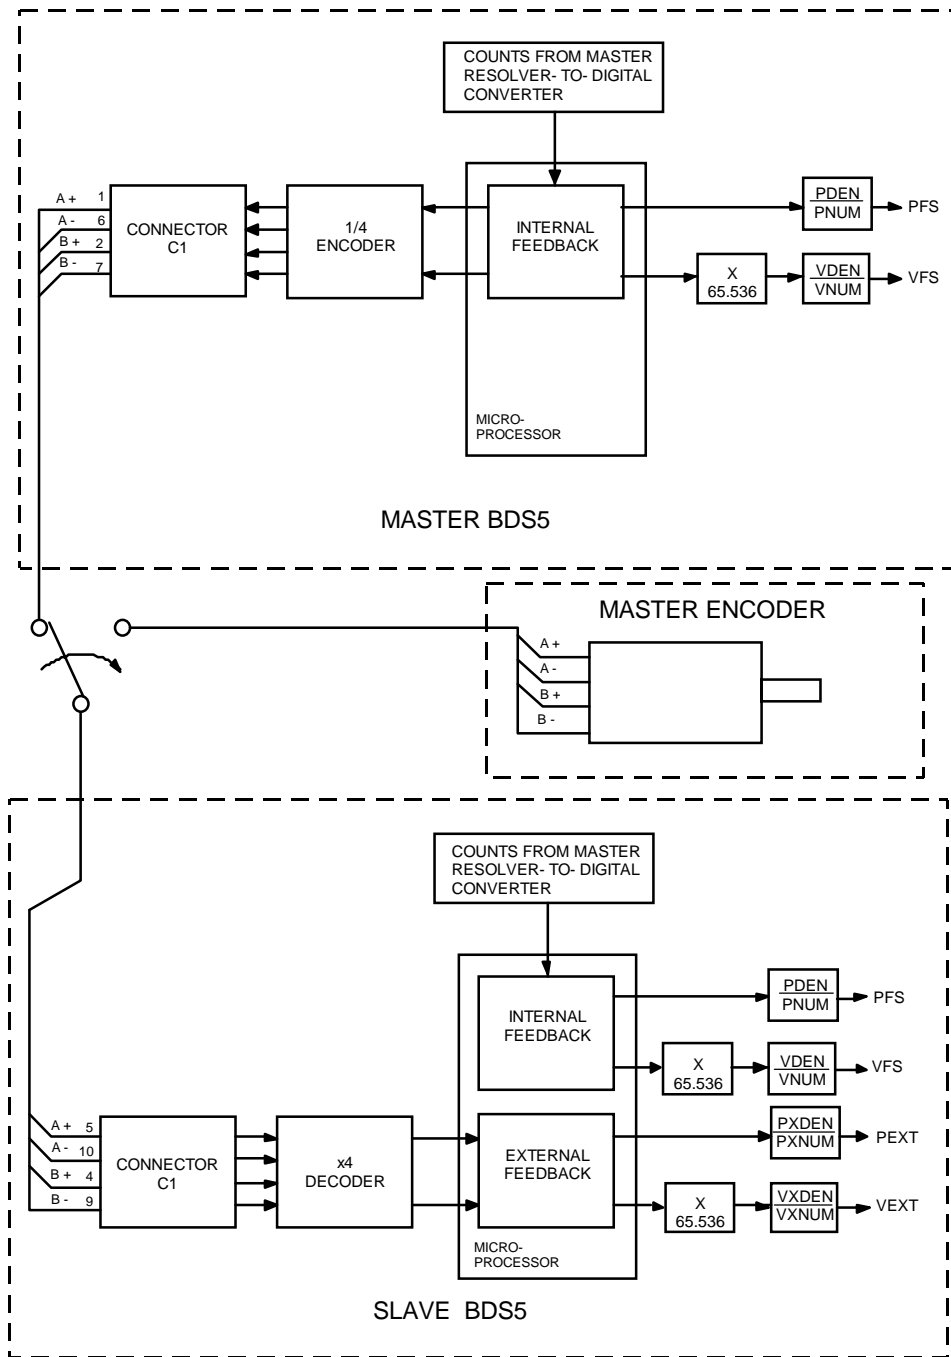 COUNTS FROM MASTER
RESOLVER- TO- DIGITAL
CONVERTER
A + 1
A - 6
B + 2
B - 7
CONNECTOR
C1
1/4
ENCODER
INTERNAL
FEEDBACK
PDEN
PNUM
PFS
X
65.536
VDEN
VNUM
VFS
MICRO-
PROCESSOR
MASTER BDS5
MASTER ENCODER
A +
A -
B +
B -
COUNTS FROM MASTER
RESOLVER- TO- DIGITAL
CONVERTER
INTERNAL
FEEDBACK
PDEN
PNUM
PFS
X
65.536
VDEN
VNUM
VFS
A + 5
A - 10
B + 4
B - 9
CONNECTOR
C1
x4
DECODER
EXTERNAL
FEEDBACK
PXDEN
PXNUM
PEXT
X
65.536
VXDEN
VXNUM
VEXT
MICRO-
PROCESSOR
SLAVE BDS5